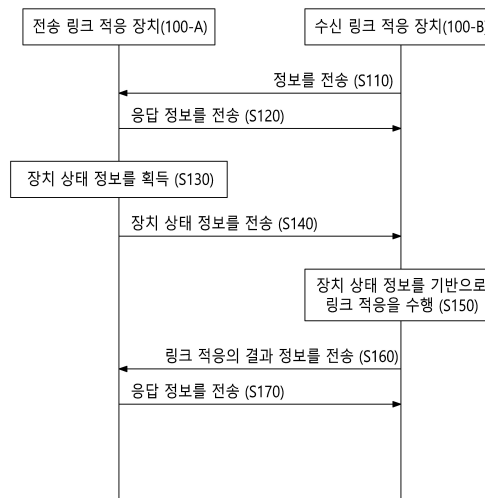 전송 링크 적응 장치(100-A)
수신 링크 적응 장치(100-B)
정보를 전송 (S110)
응답 정보를 전송 (S120)
장치 상태 정보를 획득 (S130)
장치 상태 정보를 전송 (S140)
장치 상태 정보를 기반으로
링크 적응을 수행 (S150)
링크 적응의 결과 정보를 전송 (S160)
응답 정보를 전송 (S170)